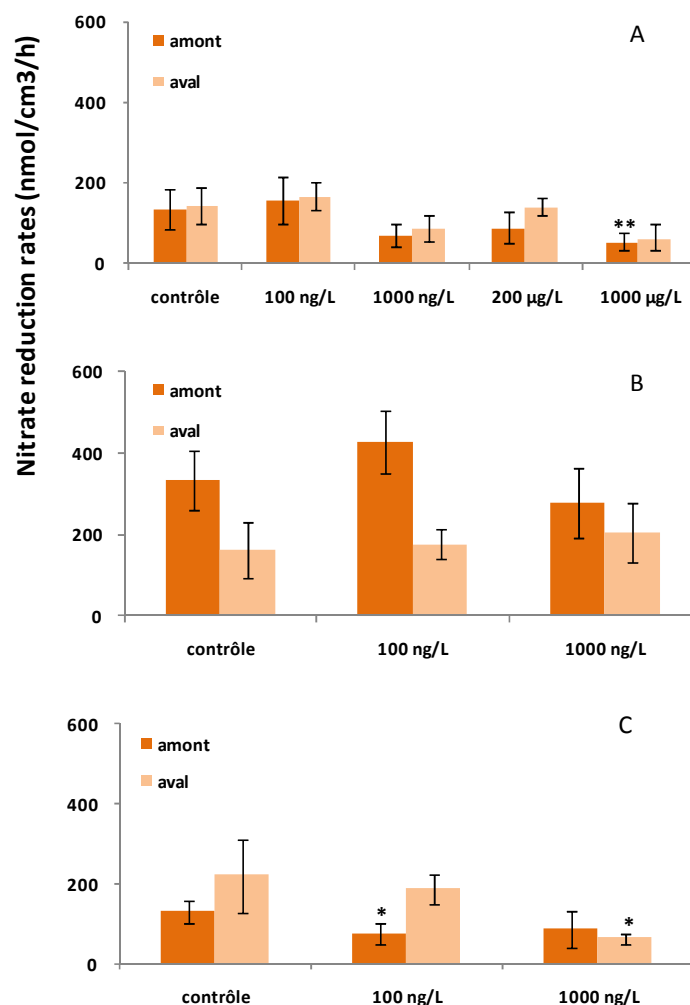 Nitrate reduction rates (nmol/cm3/h)
600
A
amont
aval
400
200
**
0
contrôle 100 ng/L 1000 ng/L 200 µg/L 1000 µg/L
600
B
amont
aval
400
200
0
contrôle 100 ng/L 1000 ng/L
600
C
amont
aval
400
200
* *
0
contrôle 100 ng/L 1000 ng/L